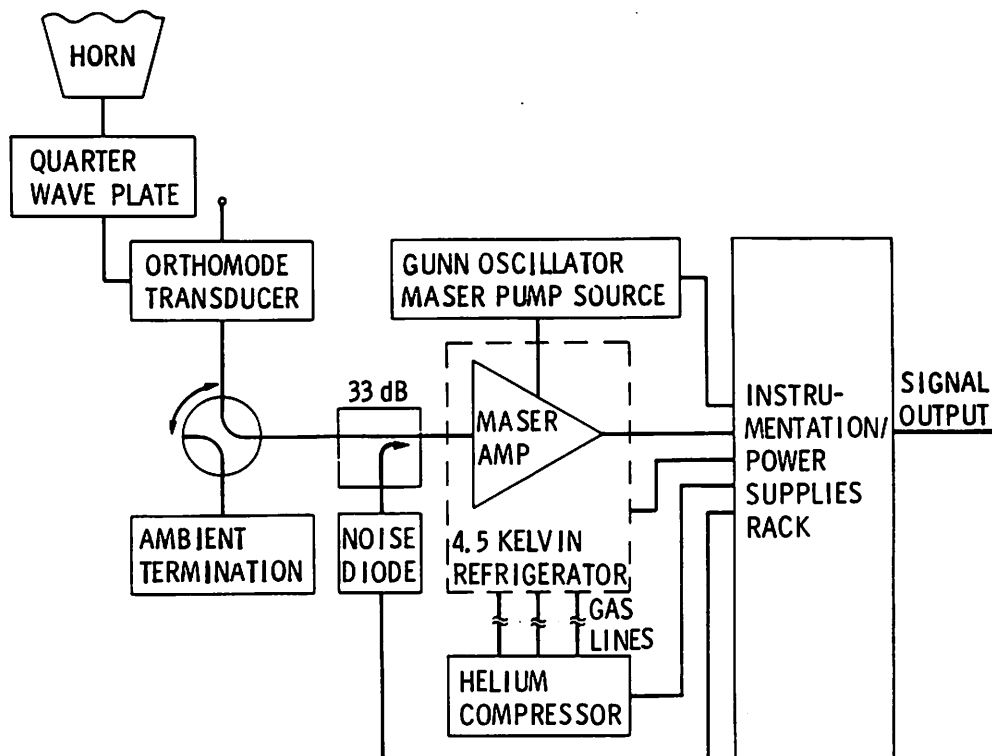 HORN
QUARTER
WAVE PLATE
ORTHOMODE
TRANSDUCER
GUNN OSCILLATOR
MASER PUMP SOURCE
33 dB
MASER
AMP
INSTRU-
MENTATION/
POWER
SUPPLIES
RACK
SIGNAL
OUTPUT
AMBIENT
TERMINATION
NOISE
DIODE
4.5 KELVIN
REFRIGERATOR
GAS
LINES
HELIUM
COMPRESSOR